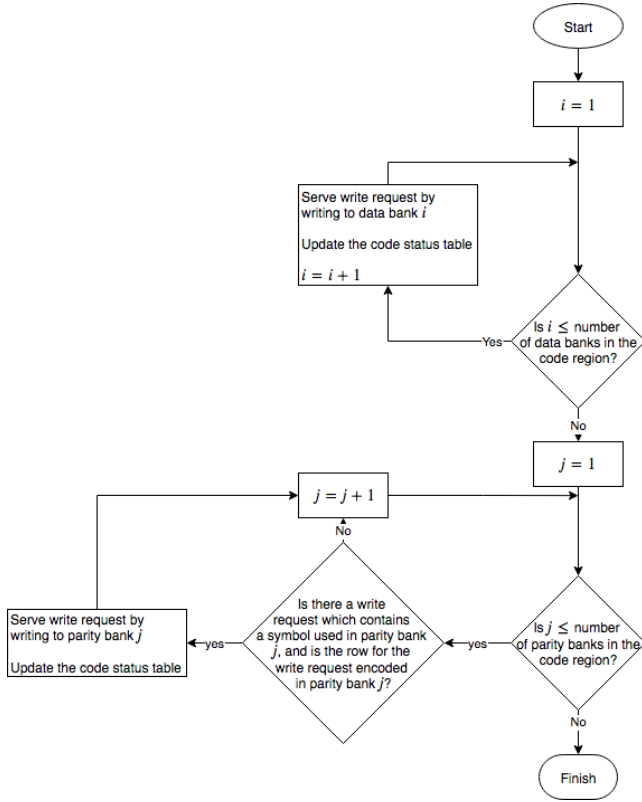 Start
i = 1
Serve write request by
writing to data bank i
Update the code status table
i = i + 1
Is i ≤ number
of data banks in the
code region?
Yes
No
j = 1
j = j + 1
No
Is there a write
request which contains
a symbol used in parity bank
j, and is the row for the
write request encoded
in parity bank j?
Serve write request by
writing to parity bank j
Update the code status table
yes
yes
Is j ≤ number
of parity banks in the
code region?
No
Finish